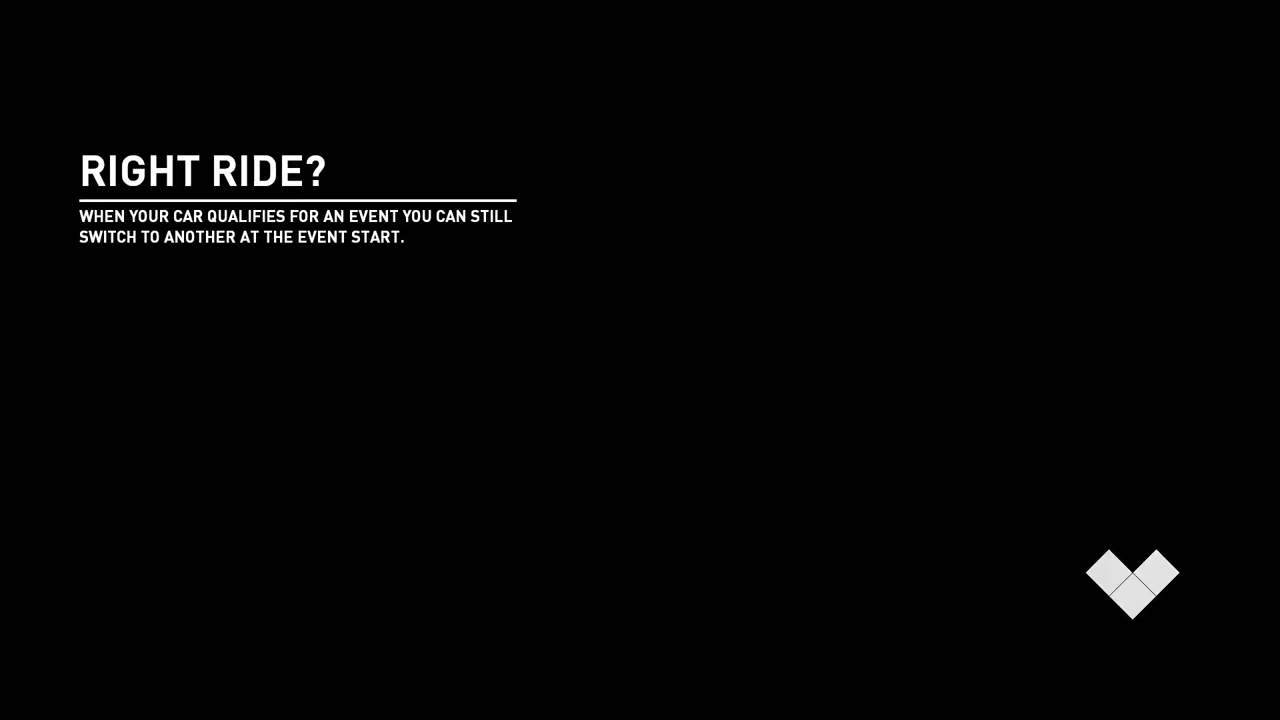 RIGHT RIDE?
WHEN YOUR CAR QUALIFIES FOR AN EVENT YOU CAN STILL
SWITCH TO ANOTHER AT THE EVENT START.